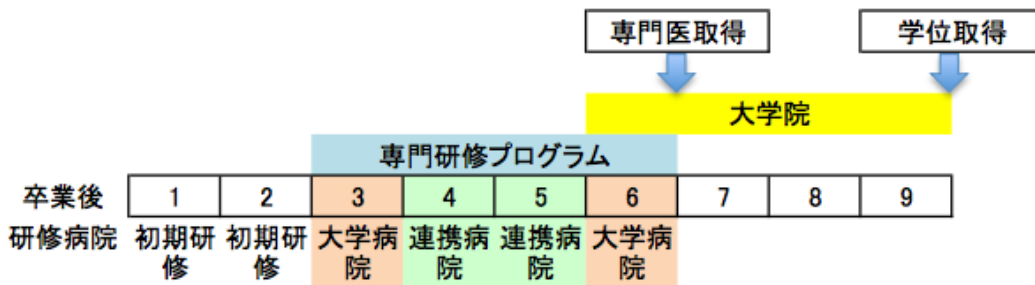 専門医取得 学位取得
大学院
専門研修プログラム
卒業後 1 2 3 4 5 6 7 8 9
研修病院 初期研修 初期研修 大学病院 連携病院 連携病院 大学病院